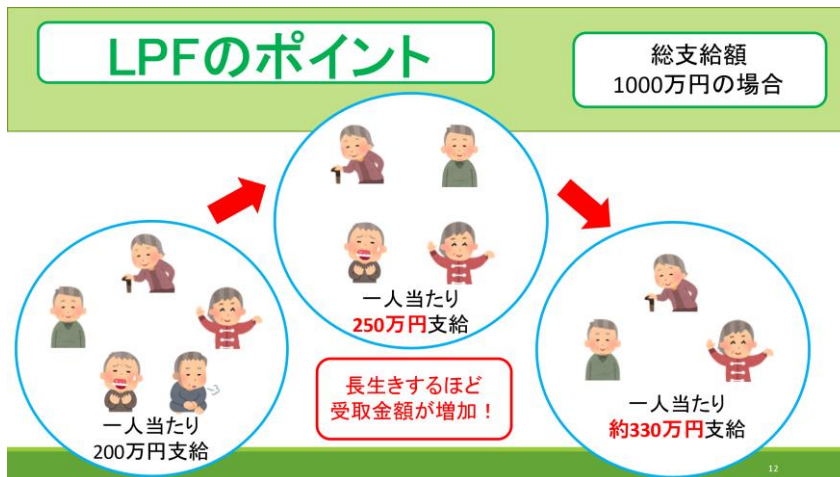 LPFのポイント
総支給額
1000万円の場合
一人当たり
200万円支給
一人当たり
250万円支給
長生きするほど
受取金額が増加！
一人当たり
約330万円支給
12